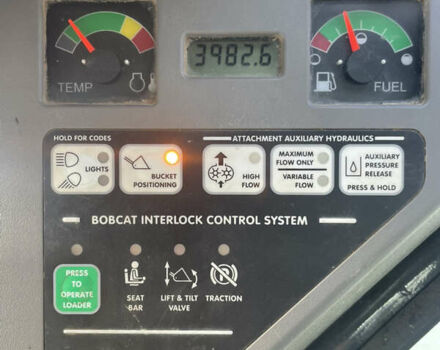 3982.6
TEMP
FUEL
HOLD FOR CODES
ATTACHMENT AUXILIARY HYDRAULICS
LIGHTS
BUCKET
POSITIONING
HIGH
FLOW
MAXIMUM
FLOW ONLY
VARIABLE
FLOW
AUXILIARY
PRESSURE
RELEASE
PRESS & HOLD
BOBCAT INTERLOCK CONTROL SYSTEM
PRESS
TO
OPERATE
LOADER
SEAT
BAR
LIFT & TILT
VALVE
TRACTION